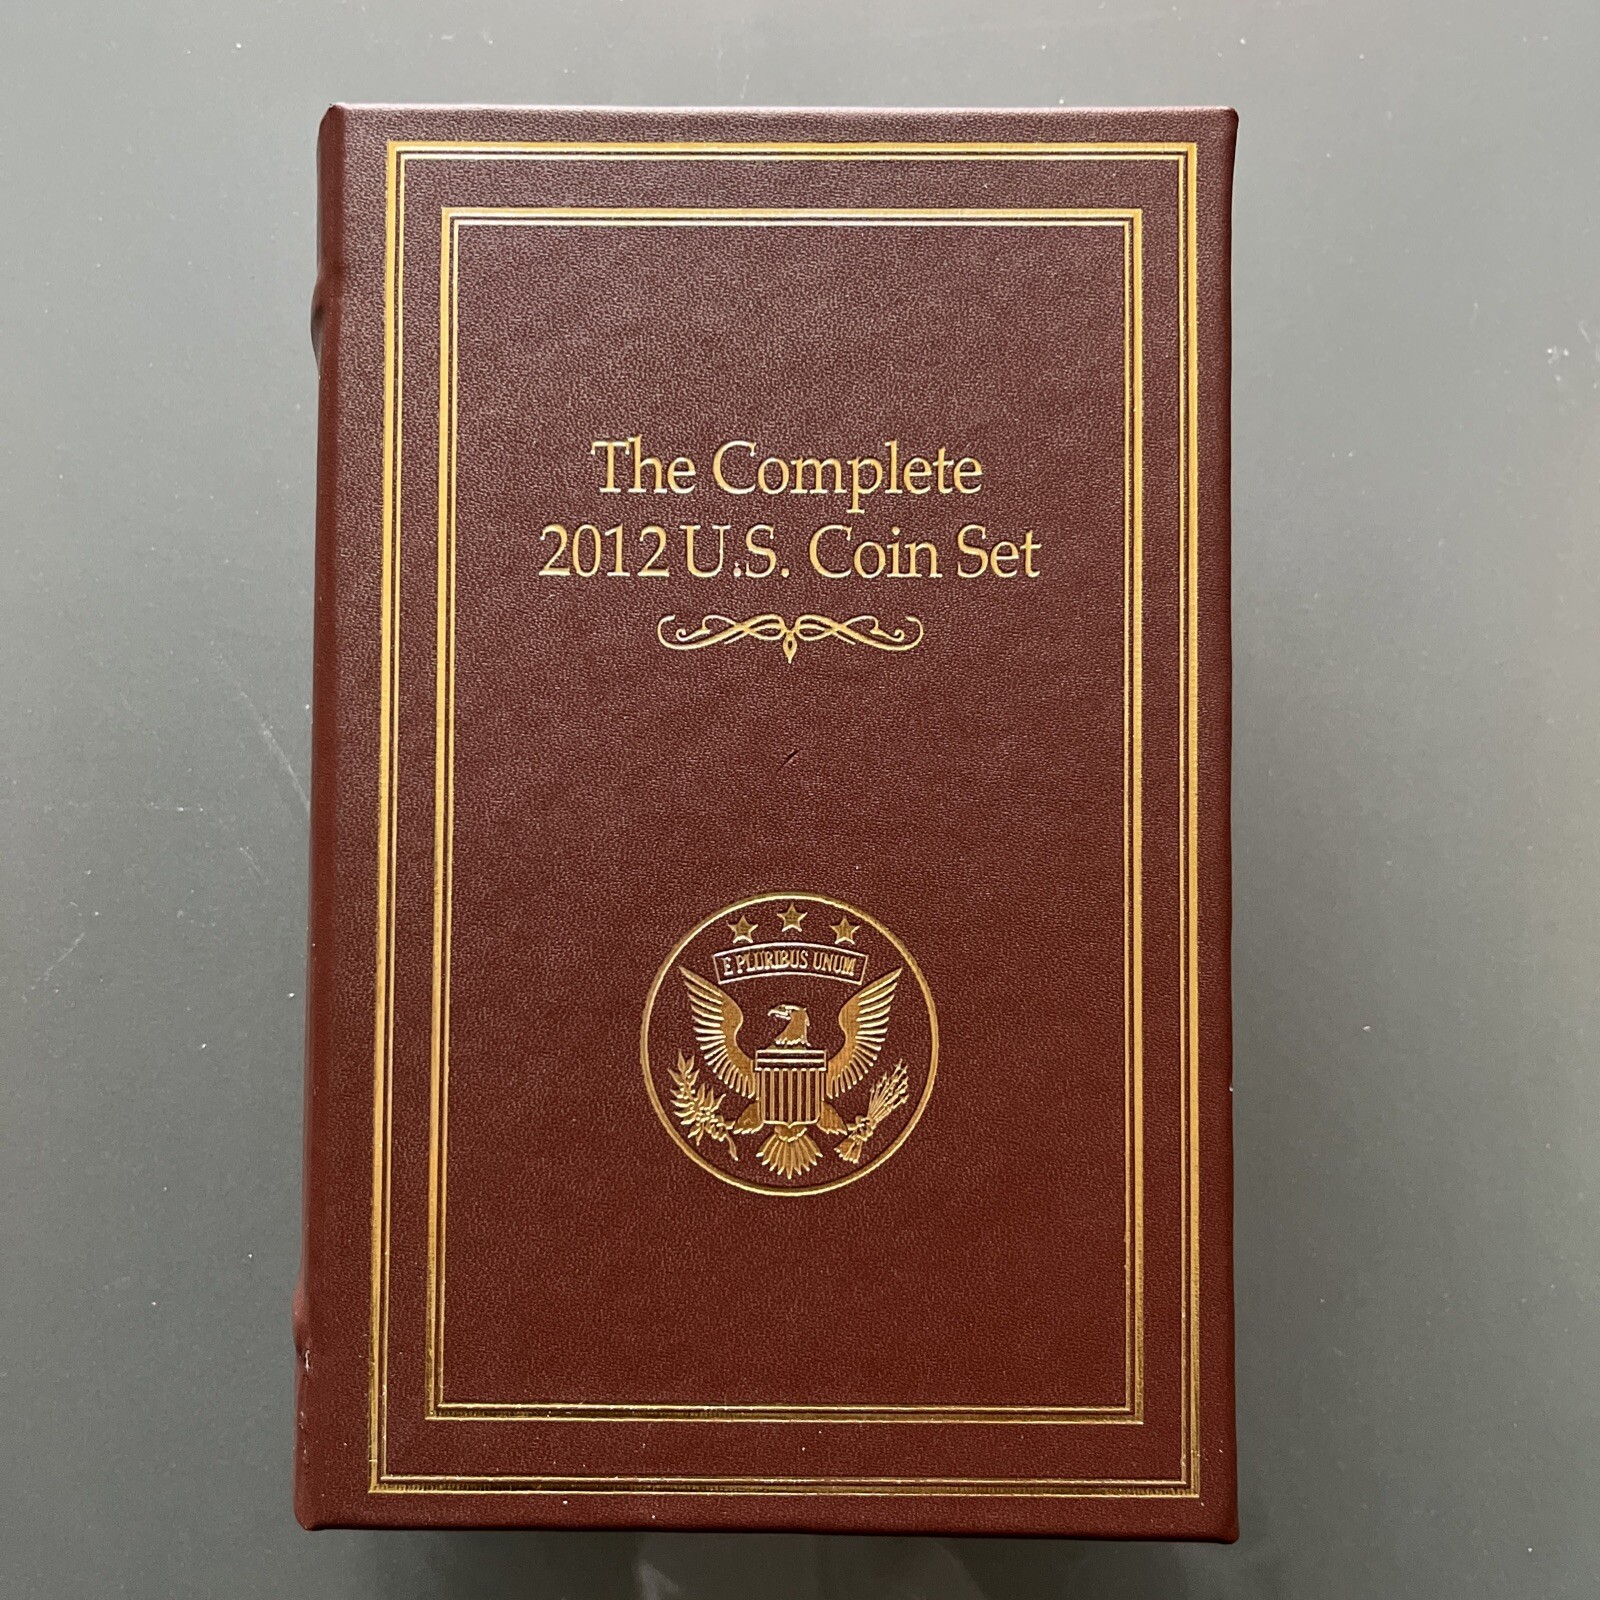 The Complete
2012 U.S. Coin Set
E PLURIBUS UNUM